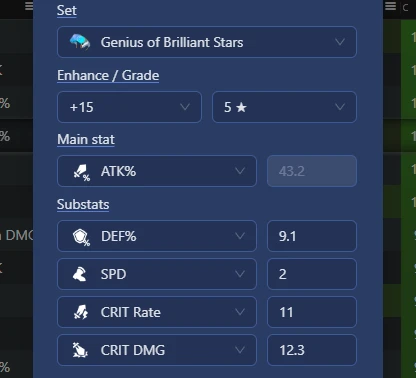 Set
Genius of Brilliant Stars
Enhance / Grade
+15
5 ★
Main stat
ATK%
43.2
Substats
DEF%
9.1
SPD
2
CRIT Rate
11
CRIT DMG
12.3